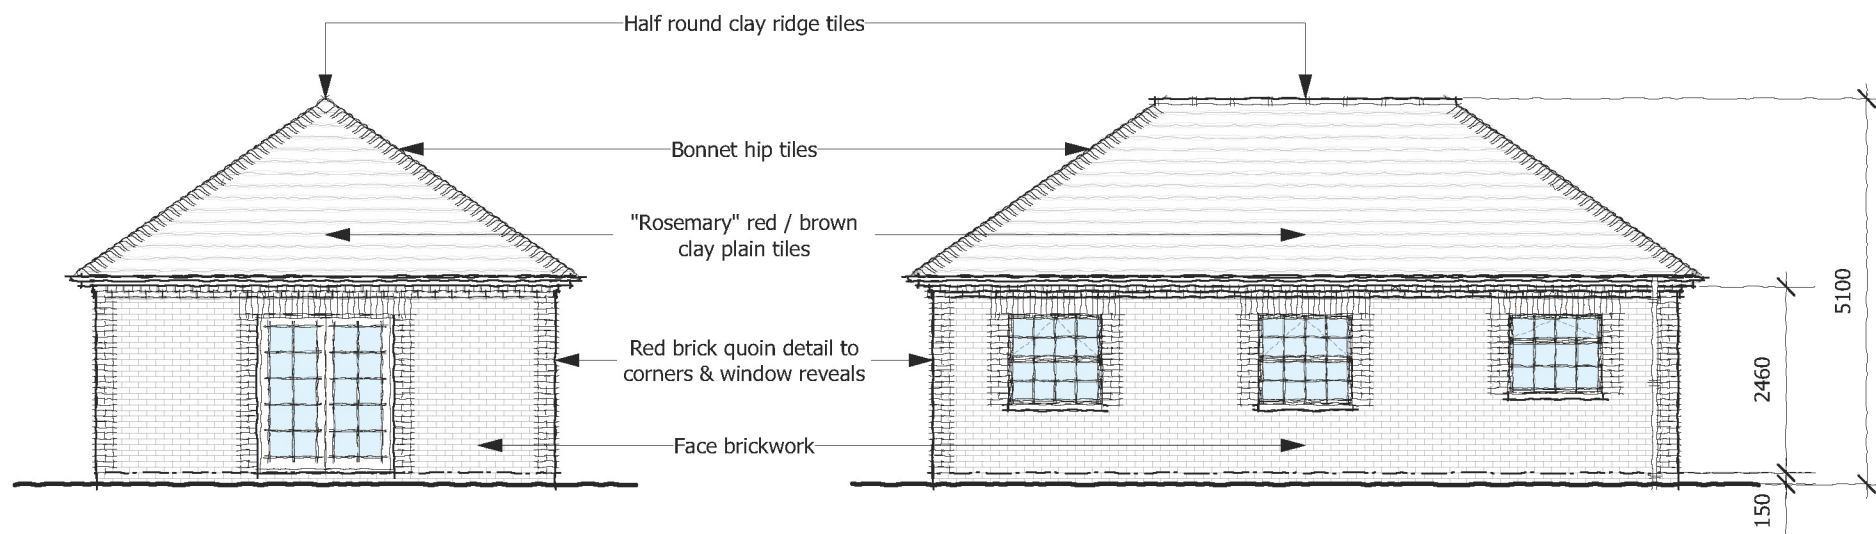 Half round clay ridge tiles
Bonnet hip tiles
"Rosemary" red / brown
clay plain tiles
Red brick quoin detail to
corners & window reveals
Face brickwork
5100
2460
150